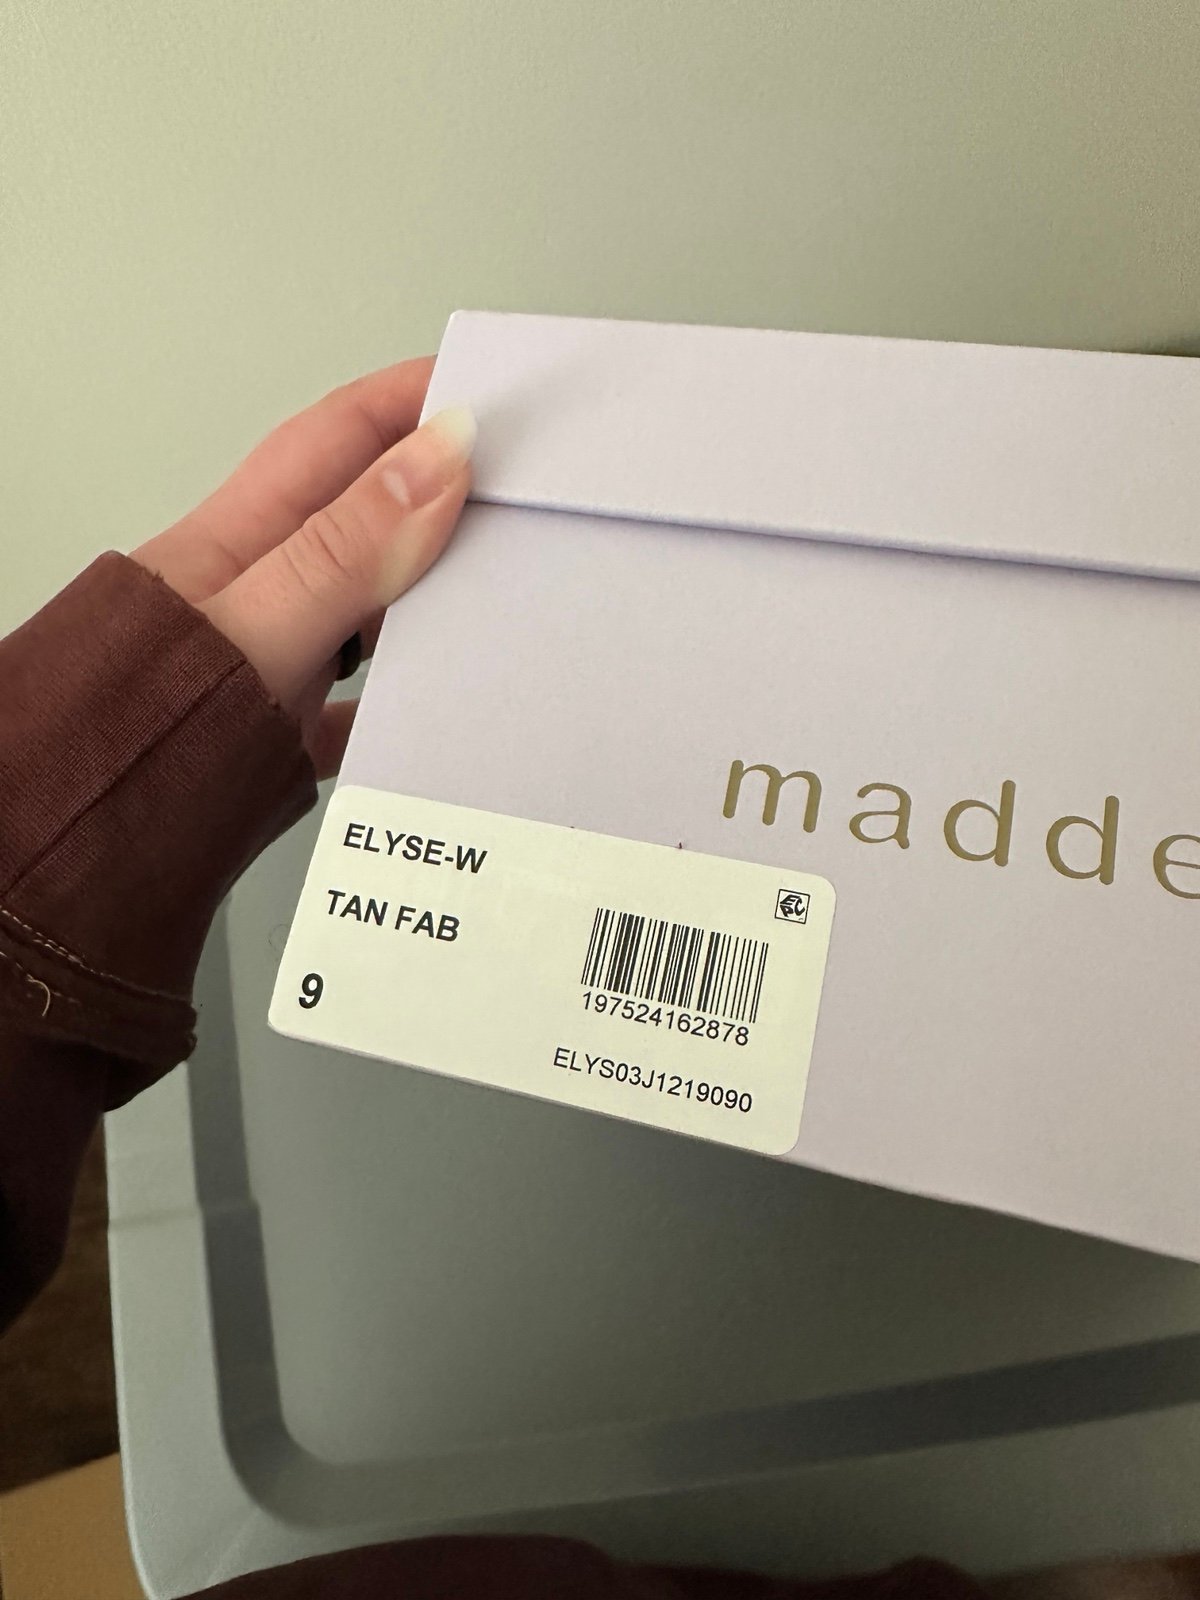 madde
ELYSE-W
TAN FAB
9
197524162878
ELYS03J1219090